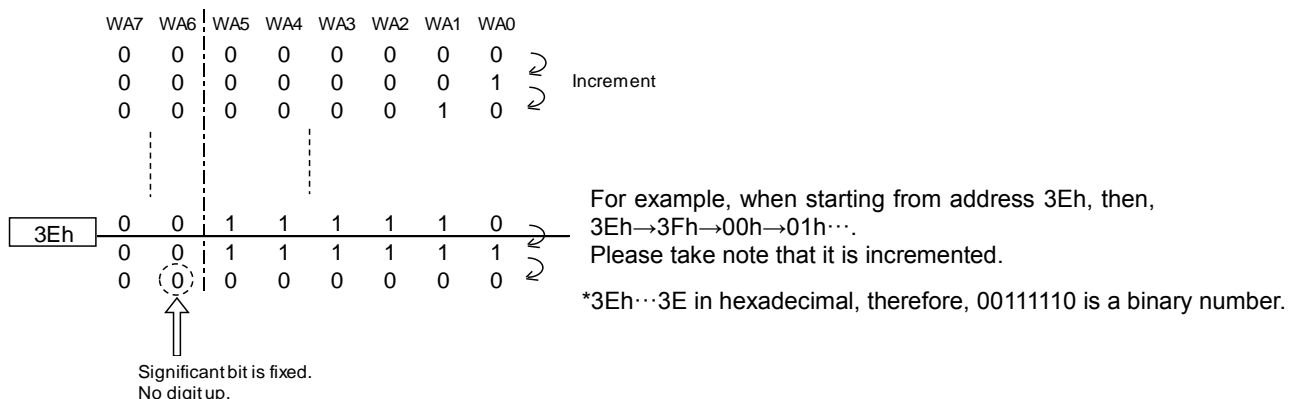 WA7 WA6 WA5 WA4 WA3 WA2 WA1 WA0
0 0 0 0 0 0 0 0
0 0 0 0 0 0 0 1 Increment
0 0 0 0 0 0 1 0
For example, when starting from address 3Eh, then,
3Eh 0 0 1 1 1 1 1 0
3Eh→3Fh→00h→01h···.
0 0 1 1 1 1 1 1
Please take note that it is incremented.
0 0 0 0 0 0 0 0
*3Eh···3E in hexadecimal, therefore, 00111110 is a binary number.
Significant bit is fixed.
No digit up.